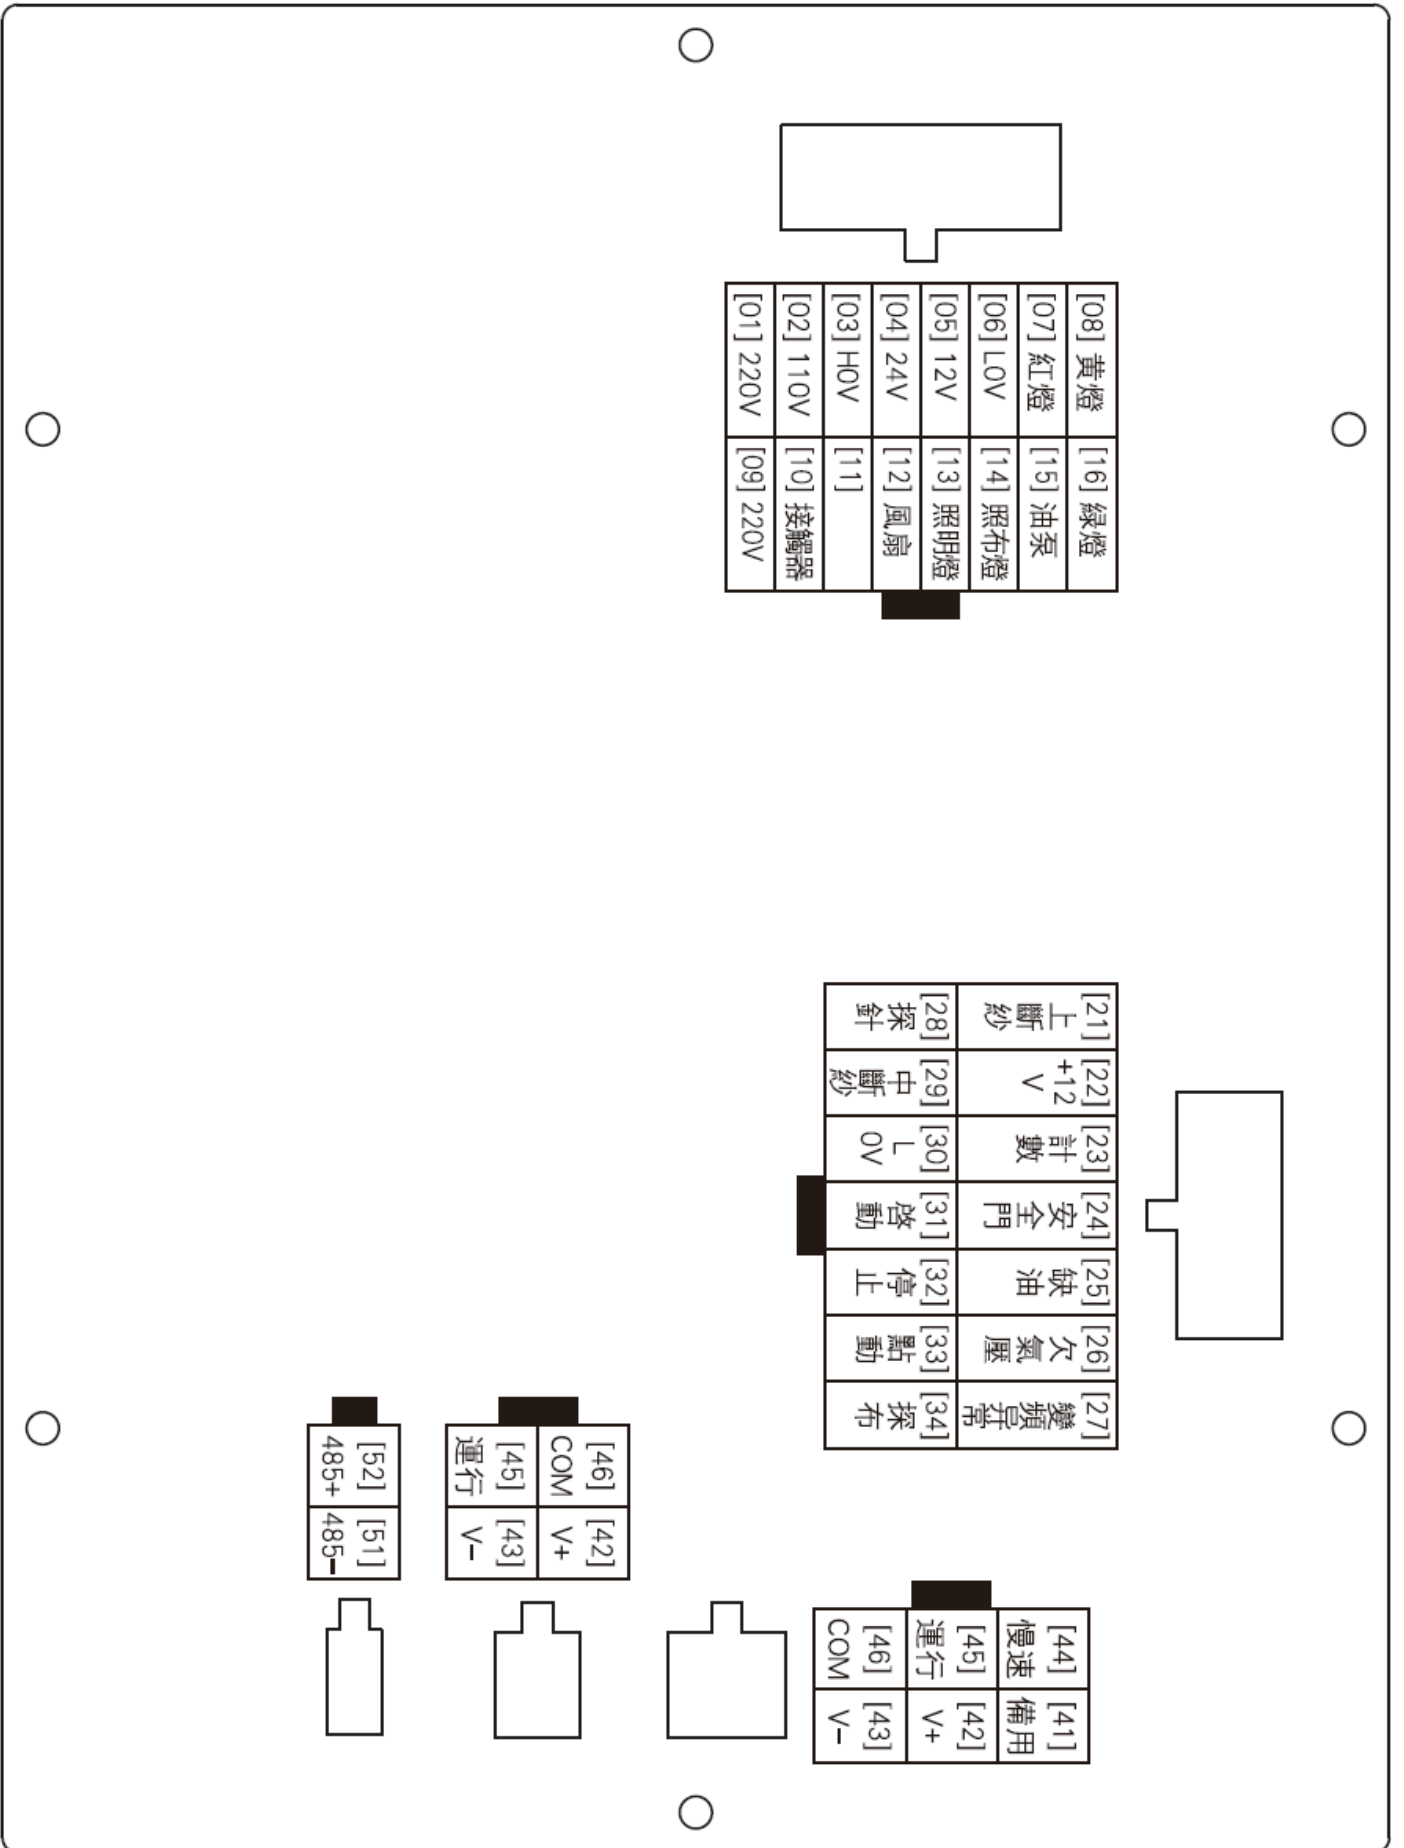 [08] 黄燈
[07] 紅燈
[06] L0V
[05] 12V
[04] 24V
[03] H0V
[02] 110V
[01] 220V
[16] 緑燈
[15] 油泵
[14] 照布燈
[13] 照明燈
[12] 風扇
[11]
[10] 接觸器
[09] 220V
[21]
上
斷
紗
[22]
+12
V
[23]
計
數
[24]
安
全
門
[25]
缺
油
[26]
欠
氣
壓
[27]
變
頻
异
常
[28]
探
針
[29]
中
斷
紗
[30]
L
0V
[31]
啓
動
[32]
停
止
[33]
點
動
[34]
探
布
[44]
慢速
[41]
備用
[45]
運行
[42]
V+
[46]
COM
[43]
V-
[46]
COM
[42]
V+
[45]
運行
[43]
V-
[52]
485+
[51]
485-